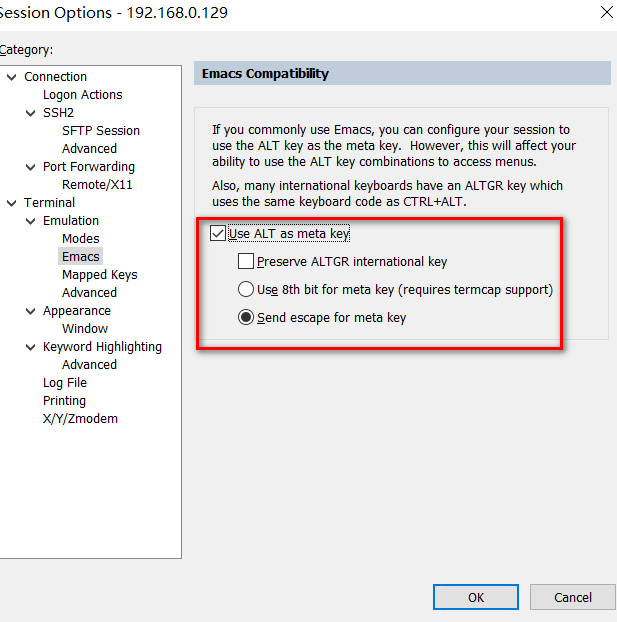 Session Options - 192.168.0.129
Category:
Connection
Logon Actions
SSH2
SFTP Session
Advanced
Port Forwarding
Remote/X11
Terminal
Emulation
Modes
Emacs
Mapped Keys
Advanced
Appearance
Window
Keyword Highlighting
Advanced
Log File
Printing
X/Y/Zmodem
Emacs Compatibility
If you commonly use Emacs, you can configure your session to
use the ALT key as the meta key. However, this will affect your
ability to use the ALT key combinations to access menus.
Also, many international keyboards have an ALTGR key which
uses the same keyboard code as CTRL+ALT.
Use ALT as meta key
Preserve ALTGR international key
Use 8th bit for meta key (requires termcap support)
Send escape for meta key
OK
Cancel